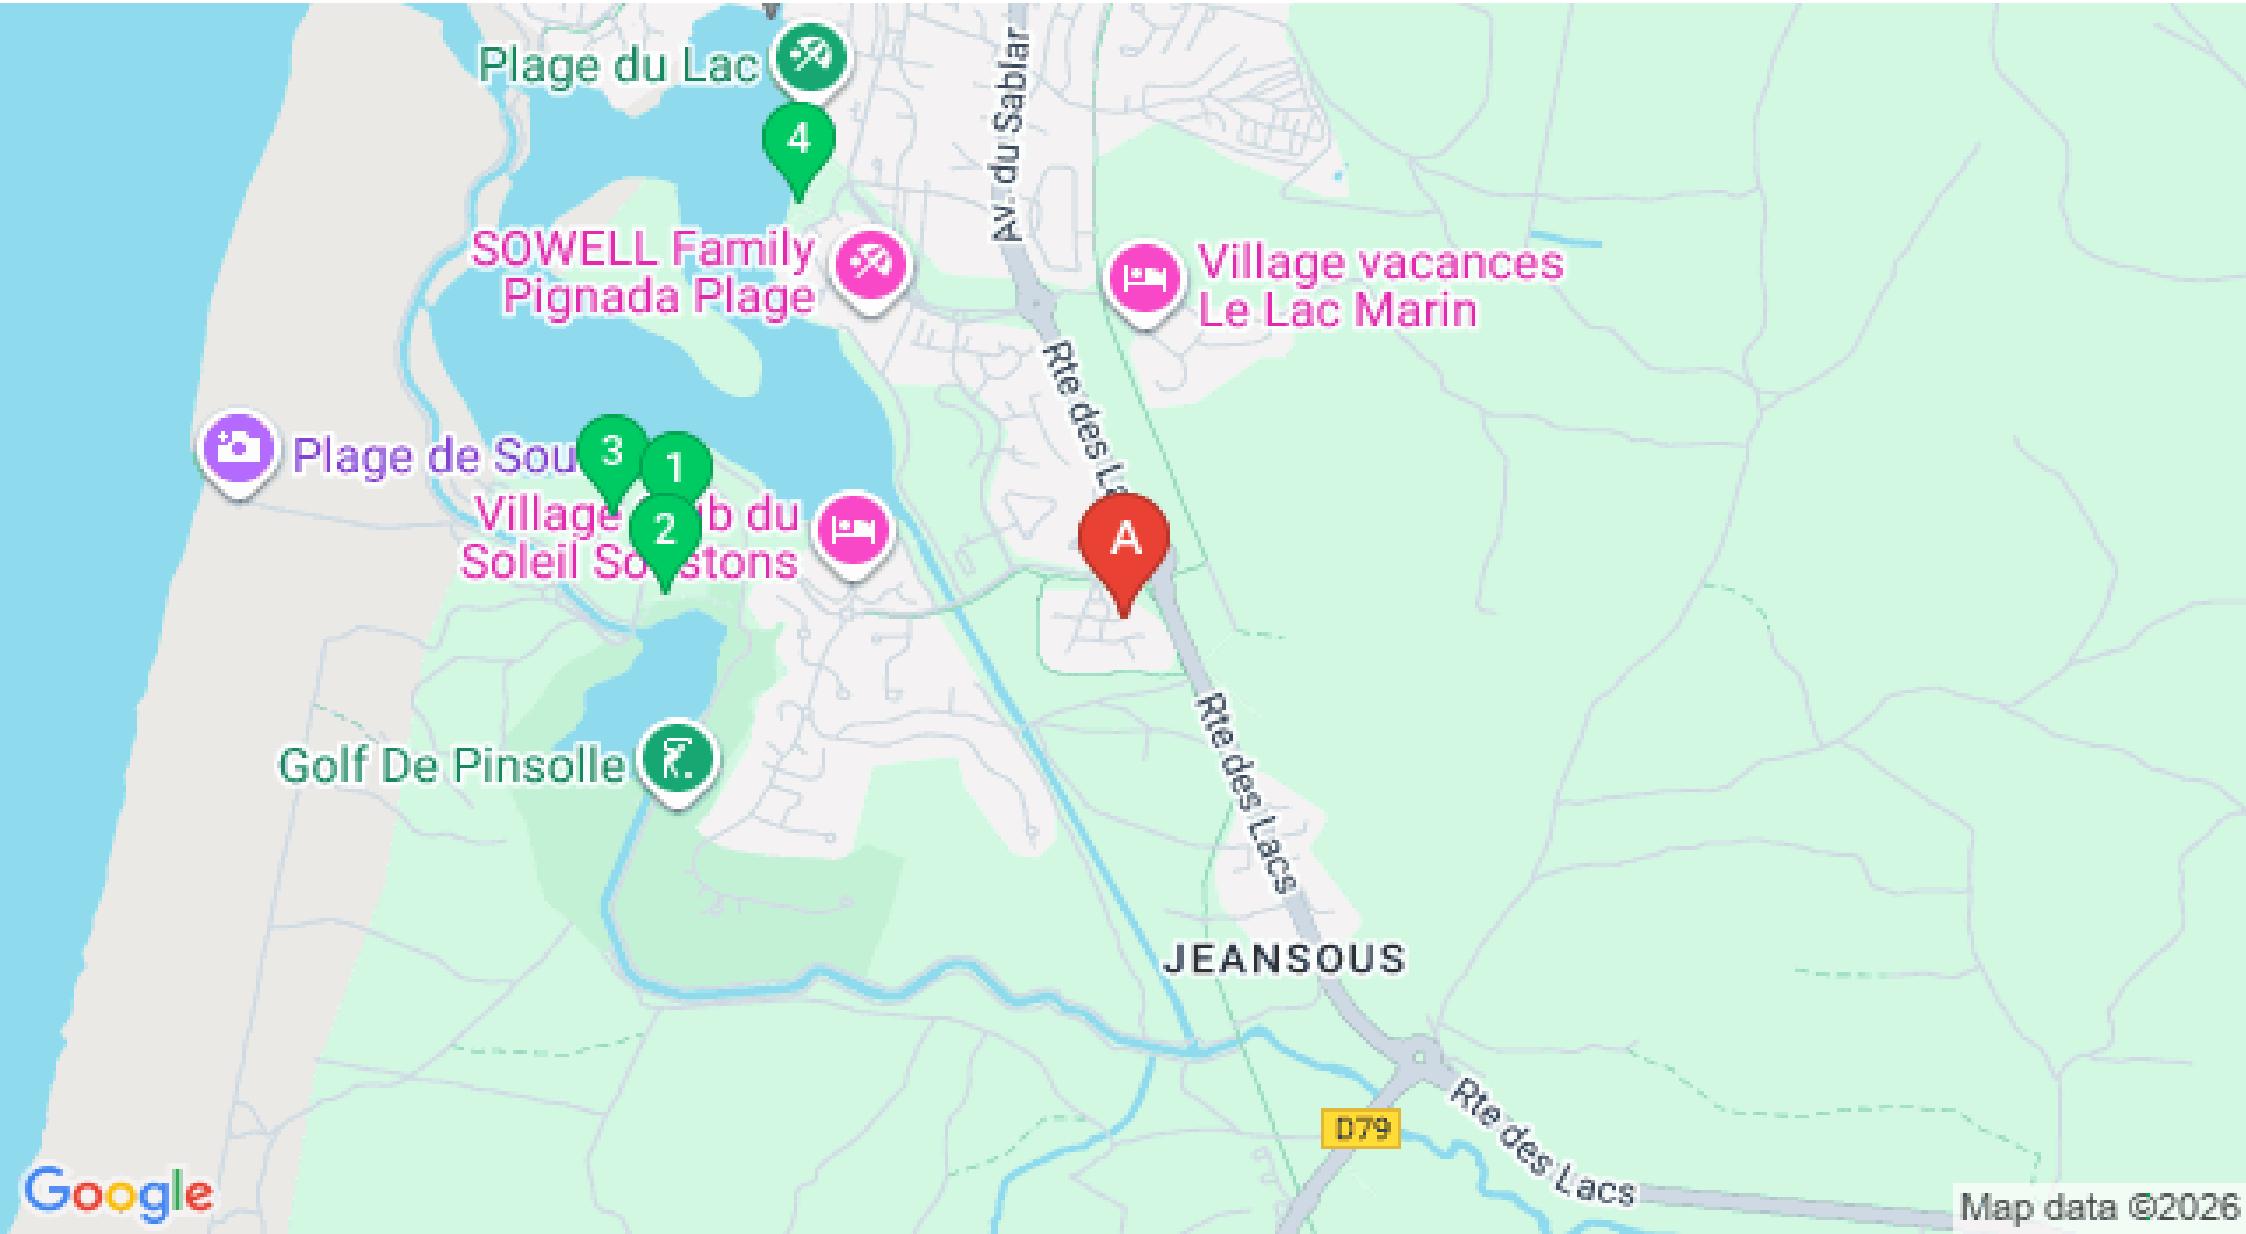 Plage du Lac
4
Av. du Sablar
SOWELL Family
Pignada Plage
Village vacances
Le Lac Marin
Rte des La
Plage de Sou
3
1
Village
b du
2
Soleil So
stons
A
Golf De Pinsolle
Rte des Lacs
JEANSOUS
D79
Rte des Lacs
Google
Map data ©2026